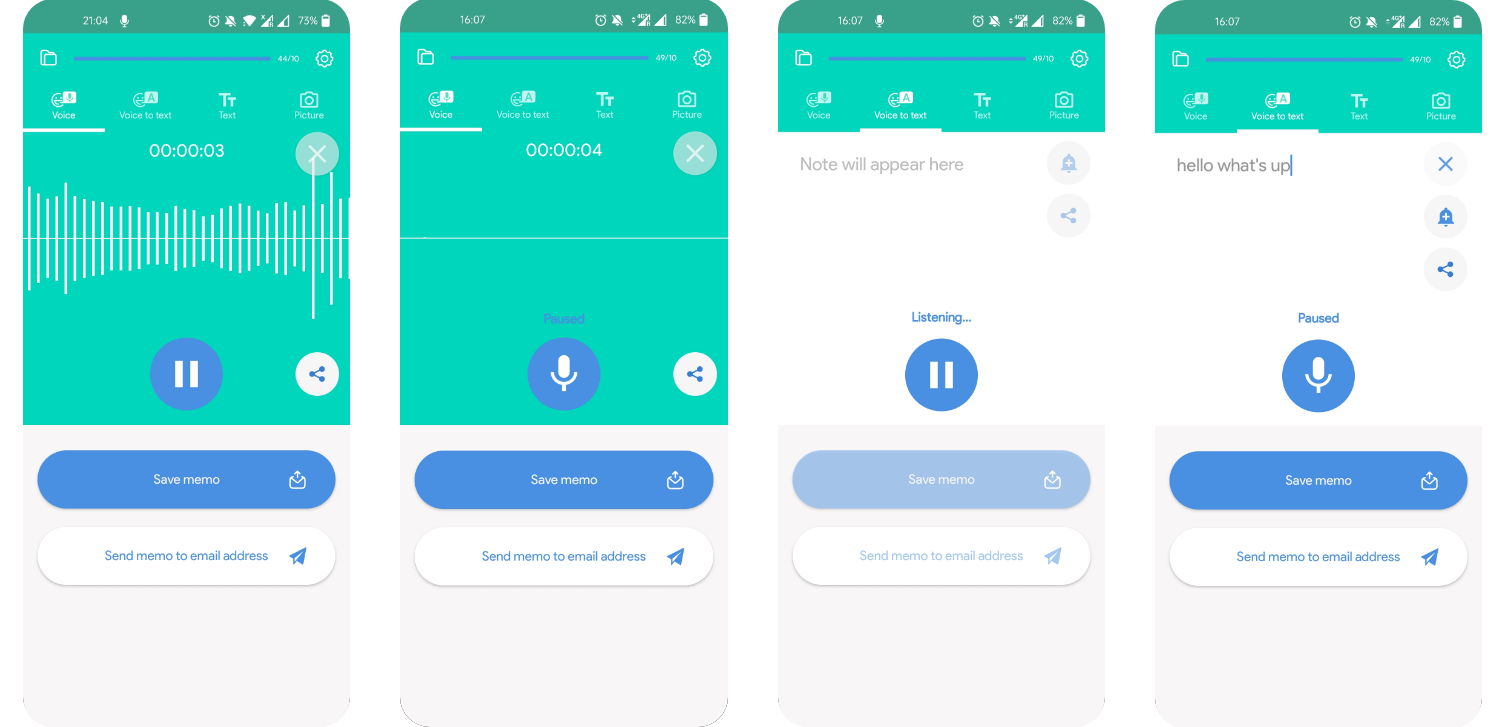 21:04 73%
44/10
Voice Voice to text Text Picture
00:00:03
Save memo
Send memo to email address
16:07 4G 82%
49/10
Voice Voice to text Text Picture
00:00:04
Paused
Save memo
Send memo to email address
16:07 4G 82%
49/10
Voice Voice to text Text Picture
Note will appear here
Listening...
Save memo
Send memo to email address
16:07 4G 82%
49/10
Voice Voice to text Text Picture
hello what's up
Paused
Save memo
Send memo to email address